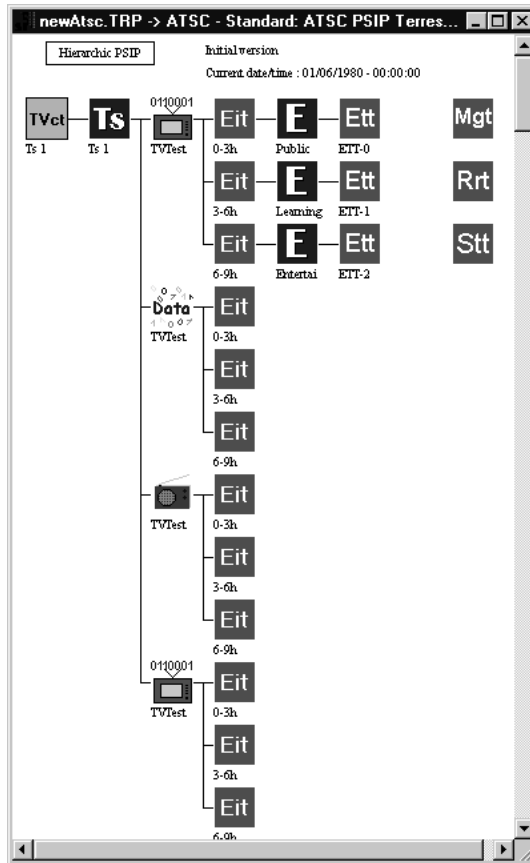 newAtsc.TRP -> ATSC - Standard: ATSC PSIP Terres...
Hierarchic PSIP
Initial version
Current date/time : 01/06/1980 - 00:00:00
TVct Ts 0110001 Eit E Ett Mgt
Ts 1 Ts 1 TVTest 0-3h Public ETT-0
Eit E Ett Rrt
3-6h Learning ETT-1
Eit E Ett Stt
6-9h Entertai ETT-2
Data Eit
TVTest 0-3h
Eit
3-6h
Eit
6-9h
Eit
TVTest 0-3h
Eit
3-6h
Eit
6-9h
0110001 Eit
TVTest 0-3h
Eit
3-6h
Eit
6-9h